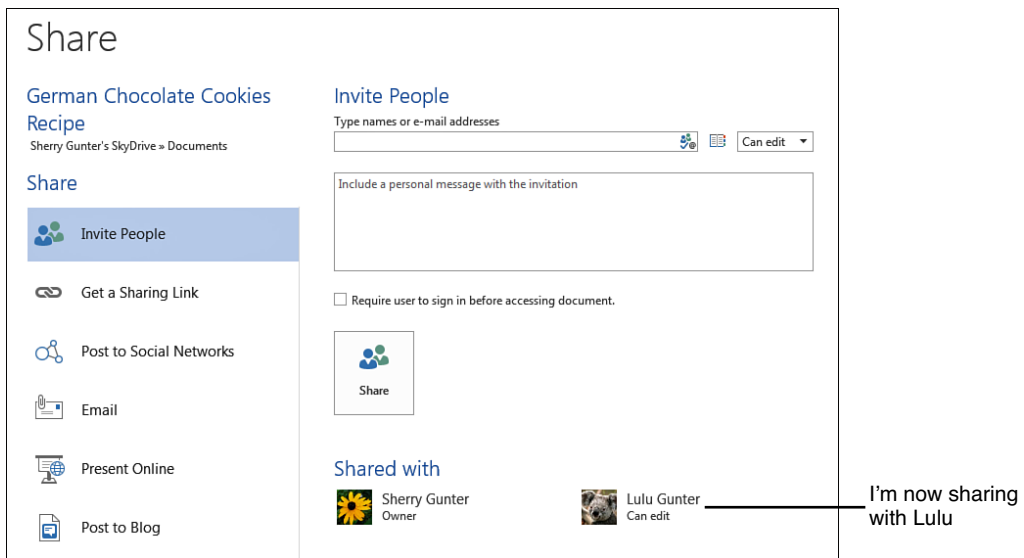 Share
German Chocolate Cookies
Recipe
Sherry Gunter's SkyDrive » Documents
Share
Invite People
Get a Sharing Link
Post to Social Networks
Email
Present Online
Post to Blog
Invite People
Type names or e-mail addresses
Can edit
Include a personal message with the invitation
Require user to sign in before accessing document.
Share
Shared with
Sherry Gunter
Owner
Lulu Gunter
Can edit
I'm now sharing
with Lulu